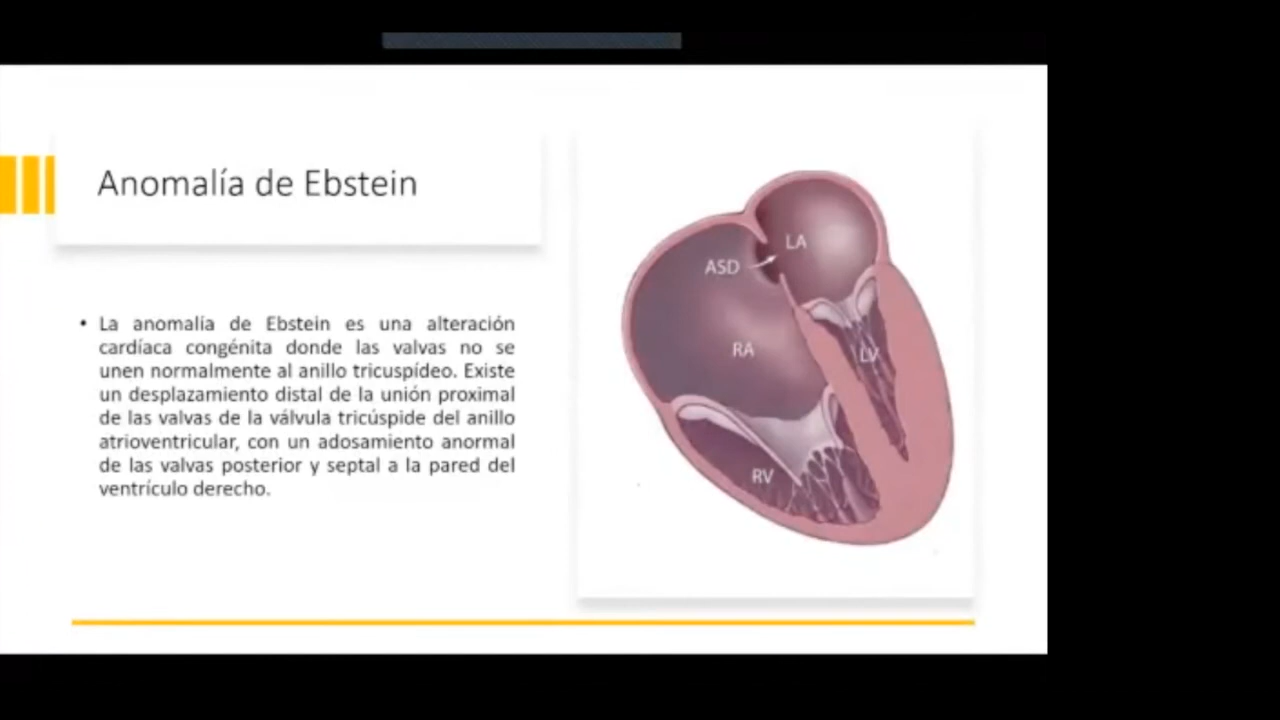 Anomalía de Ebstein
• La anomalía de Ebstein es una alteración
cardíaca congénita donde las valvas no se
unen normalmente al anillo tricuspídeo. Existe
un desplazamiento distal de la unión proximal
de las valvas de la válvula tricúspide del anillo
atrioventricular, con un adosamiento anormal
de las valvas posterior y septal a la pared del
ventrículo derecho.
LA
ASD
RA
LV
RV